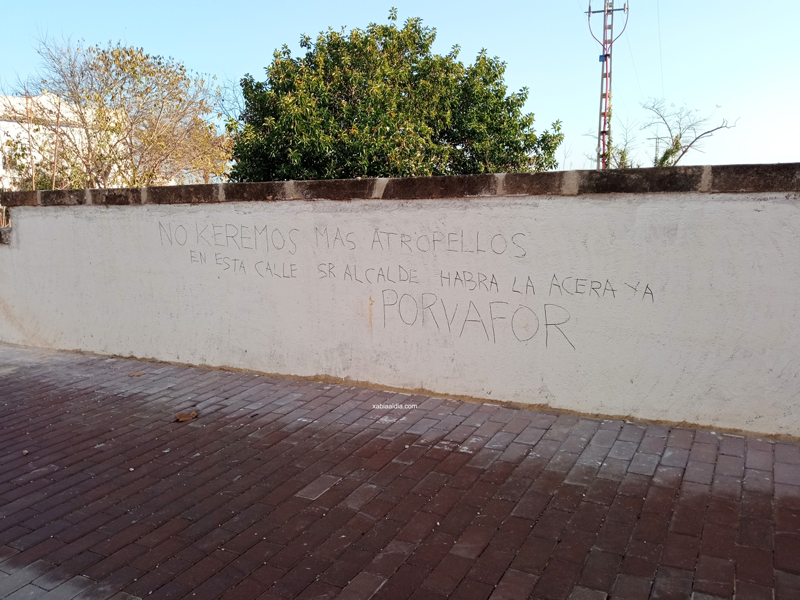 NO KEREMOS MAS ATROPELLOS
EN ESTA CALLE SR ALCALDE HABRA LA ACERA YA
PORVAFOR
xabiaaldia.com